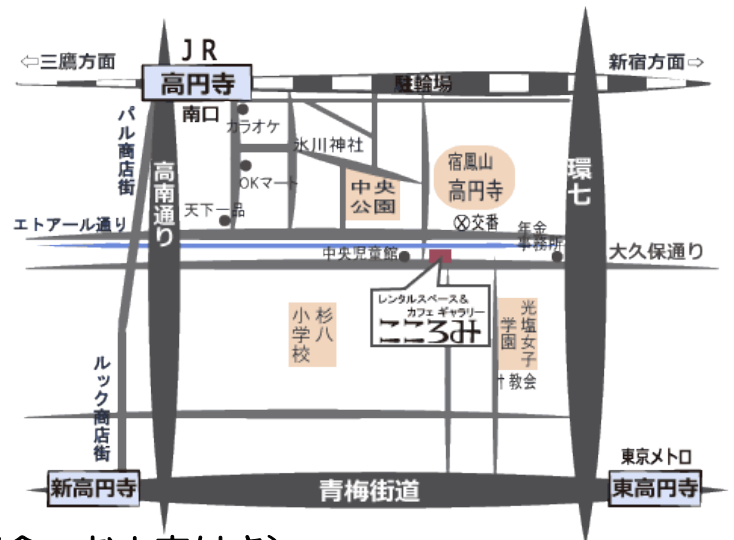 JR
⇦三鷹方面
新宿方面⇨
高円寺
駐輪場
南口
パル商店街
カラオケ
氷川神社
宿鳳山
高円寺
環七
高南通り
OKマート
中央
公園
天下一品
エトアール通り
交番
年金
事務所
中央児童館
大久保通り
レンタルスペース&
カフェ ギャラリー
こころみ
杉八
小学校
光塩女子
学園
教会
ルック商店街
東京メトロ
新高円寺
青梅街道
東高円寺